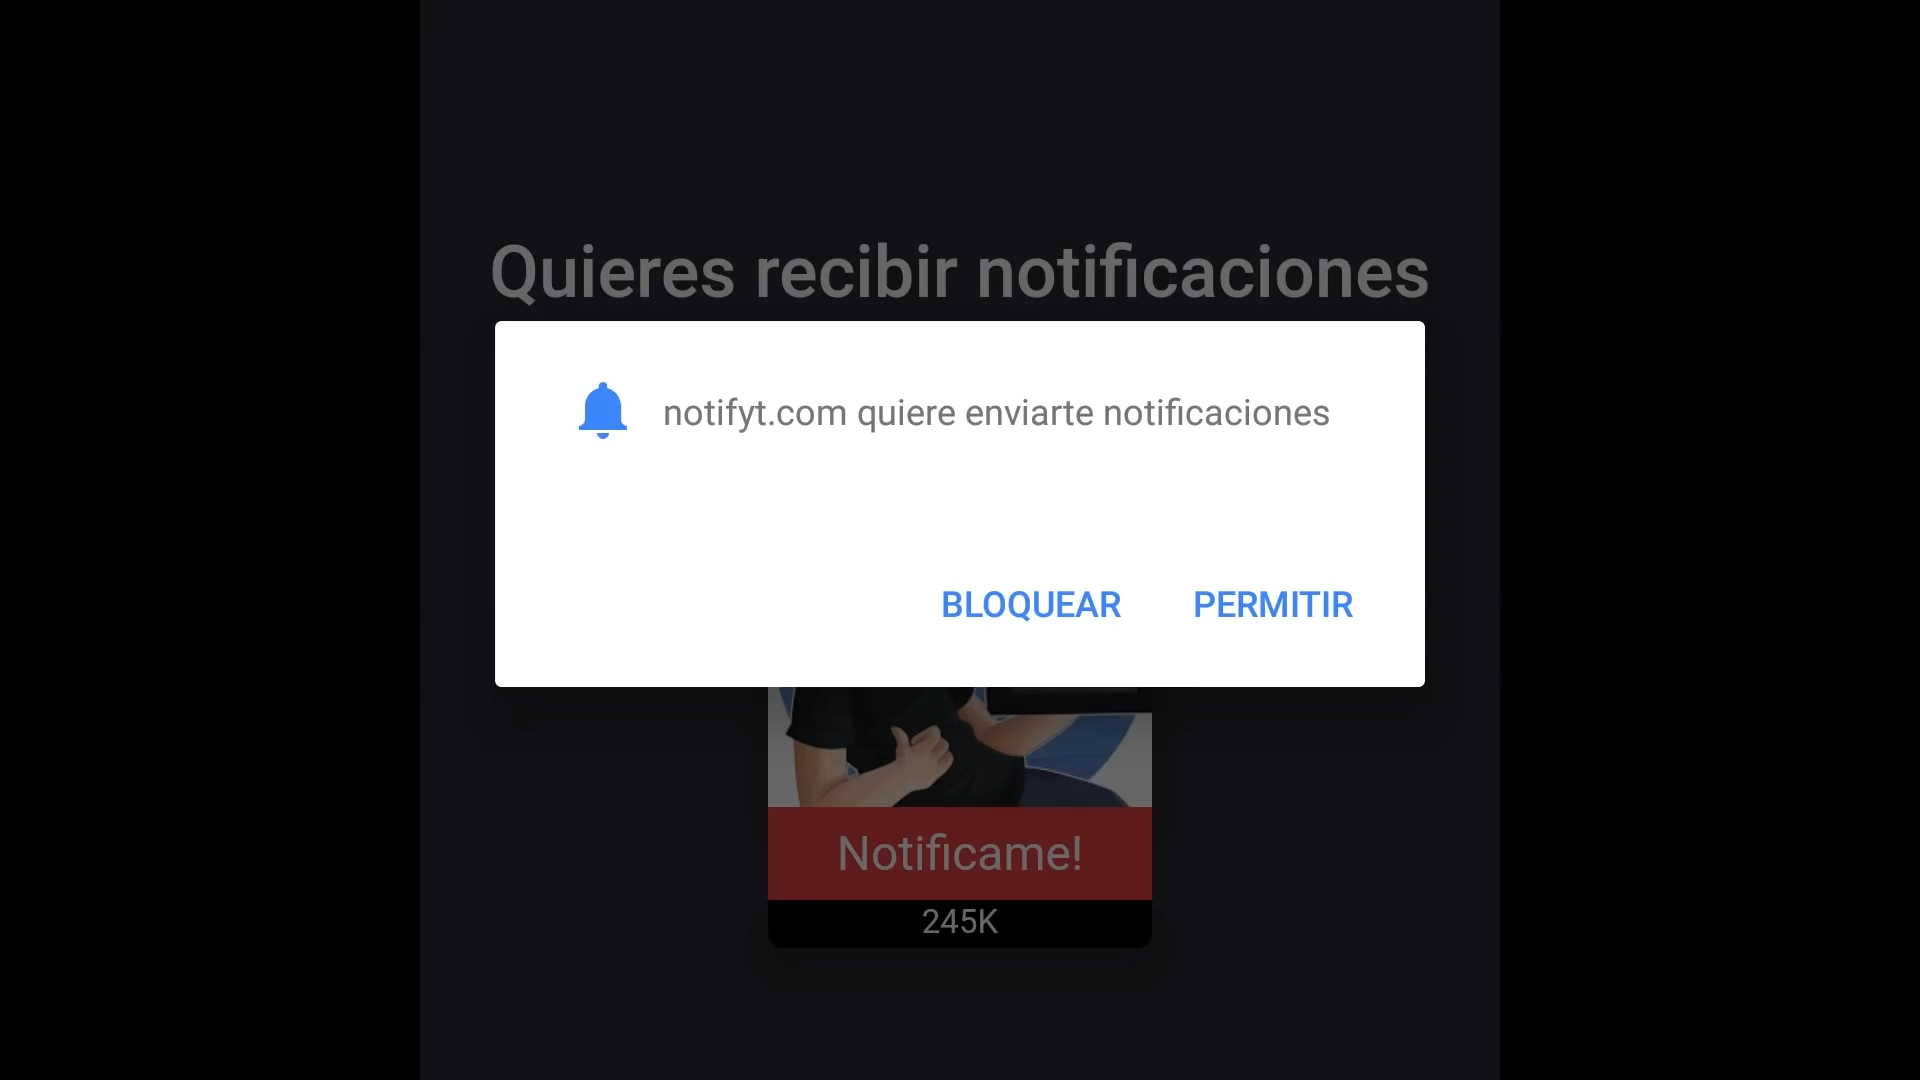 Quieres recibir notificaciones
notifyt.com quiere enviarte notificaciones
BLOQUEAR PERMITIR
Notificame!
245K